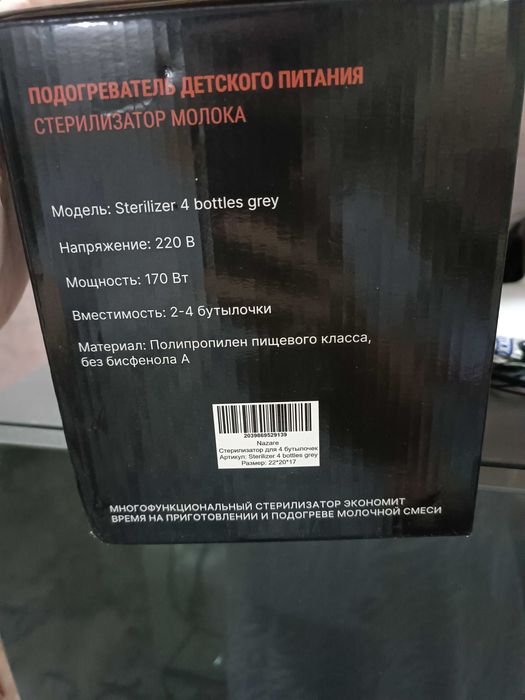 ПОДОГРЕВАТЕЛЬ ДЕТСКОГО ПИТАНИЯ
СТЕРИЛИЗАТОР МОЛОКА
Модель: Sterilizer 4 bottles grey
Напряжение: 220 В
Мощность: 170 Вт
Вместимость: 2-4 бутылочки
Материал: Полипропилен пищевого класса,
без бисфенола А
2039869529139
Nazare
Стерилизатор для 4 бутылочек
Артикул: Sterilizer 4 bottles grey
Размер: 22*20*17
МНОГОФУНКЦИОНАЛЬНЫЙ СТЕРИЛИЗАТОР ЭКОНОМИТ
ВРЕМЯ НА ПРИГОТОВЛЕНИИ И ПОДОГРЕВЕ МОЛОЧНОЙ СМЕСИ